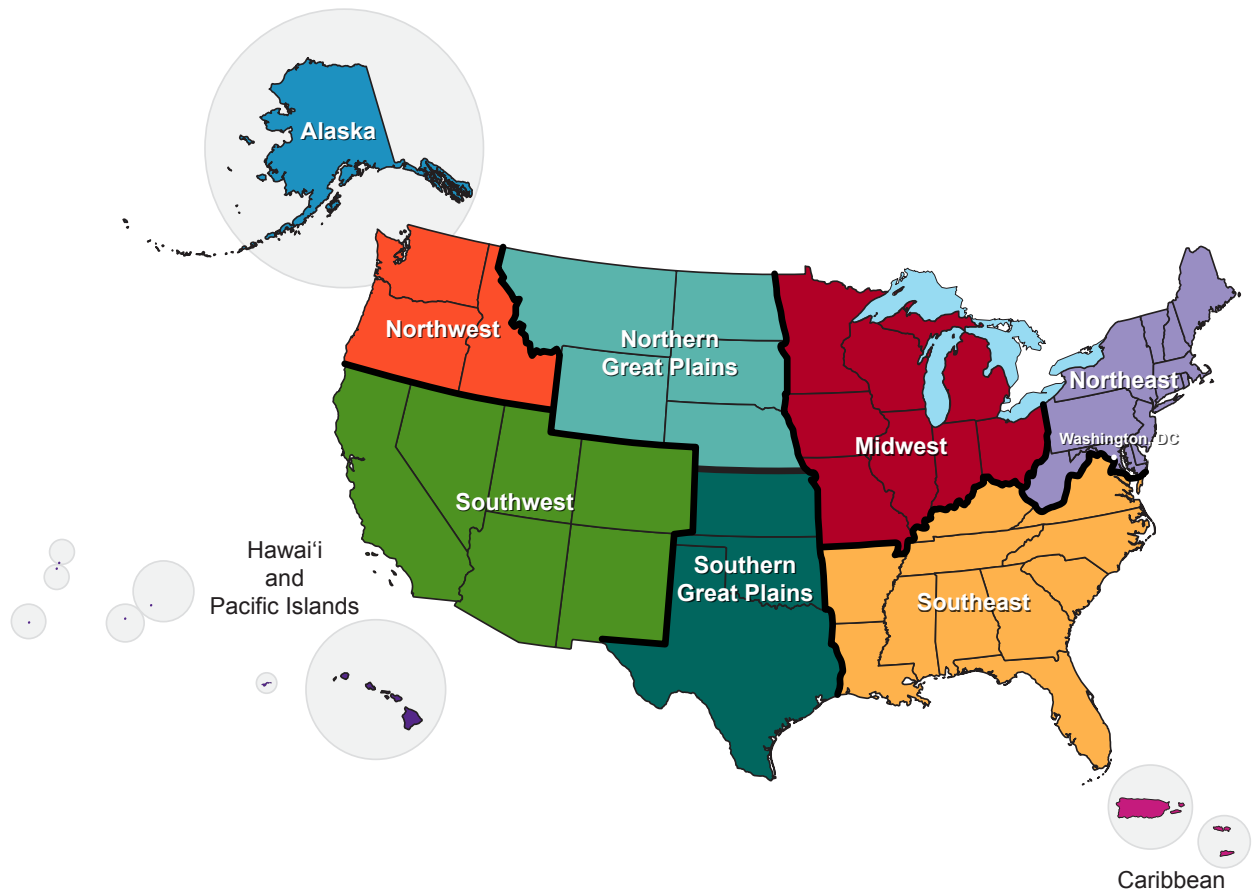 Alaska
Northwest
Northern
Great Plains
Northeast
Washington, DC
Midwest
Southwest
Hawai‘i
and
Pacific Islands
Southern
Great Plains
Southeast
Caribbean